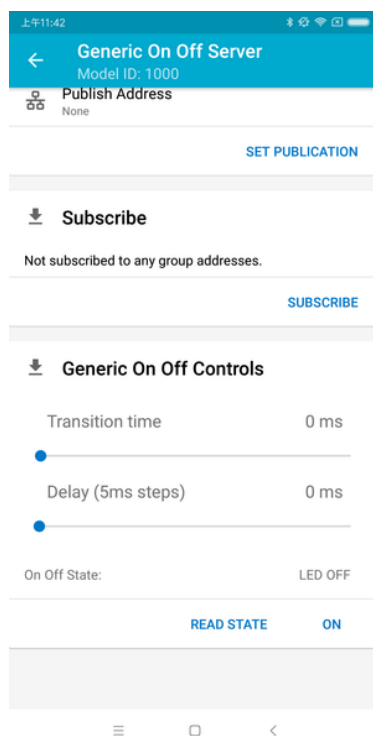 上午11:42
Generic On Off Server
Model ID: 1000
Publish Address
None
SET PUBLICATION
Subscribe
Not subscribed to any group addresses.
SUBSCRIBE
Generic On Off Controls
Transition time 0 ms
Delay (5ms steps) 0 ms
On Off State: LED OFF
READ STATE ON